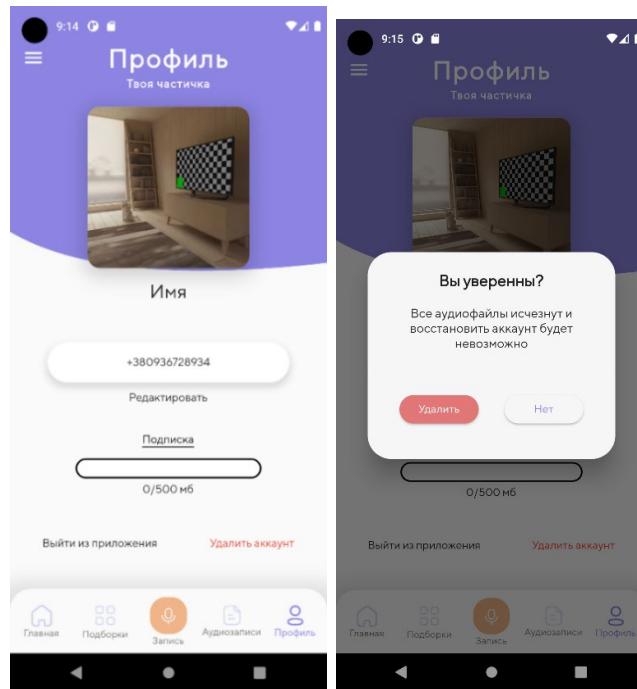 9:14
Профиль
Твоя частичка
Имя
+380936728934
Редактировать
Подписка
0/500 мб
Выйти из приложения
Удалить аккаунт
Главная
Подборки
Запись
Аудиозаписи
Профиль
9:15
Профиль
Твоя частичка
Вы уверенны?
Все аудиофайлы исчезнут и
восстановить аккаунт будет
невозможно
Удалить
Нет
0/500 мб
Выйти из приложения
Удалить аккаунт
Главная
Подборки
Запись
Аудиозаписи
Профиль